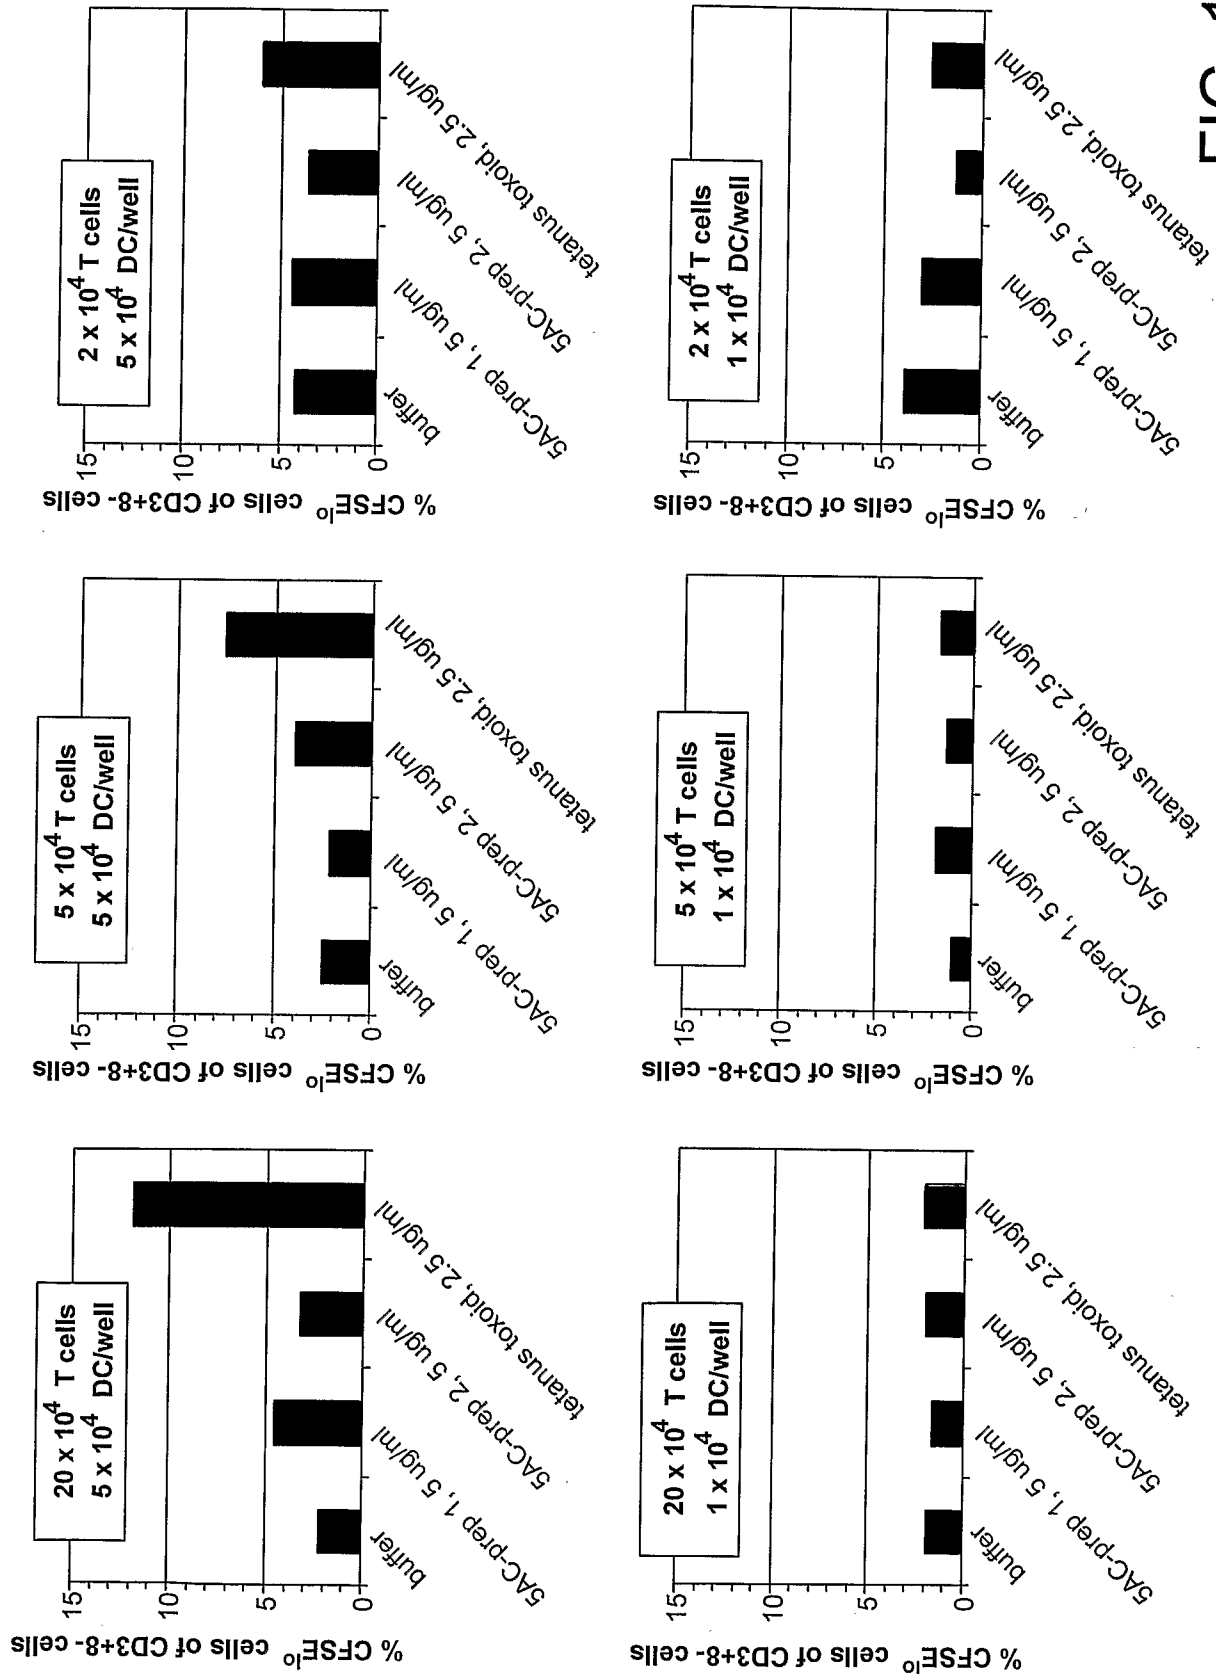 20 x 10⁴ T cells
5 x 10⁴ DC/well
% CFSEˡᵒ cells of CD3+8- cells
15
10
5
0
buffer
5AC-prep 1, 5 ug/ml
5AC-prep 2, 5 ug/ml
tetanus toxoid, 2.5 ug/ml
5 x 10⁴ T cells
5 x 10⁴ DC/well
% CFSEˡᵒ cells of CD3+8- cells
15
10
5
0
buffer
5AC-prep 1, 5 ug/ml
5AC-prep 2, 5 ug/ml
tetanus toxoid, 2.5 ug/ml
2 x 10⁴ T cells
5 x 10⁴ DC/well
% CFSEˡᵒ cells of CD3+8- cells
15
10
5
0
buffer
5AC-prep 1, 5 ug/ml
5AC-prep 2, 5 ug/ml
tetanus toxoid, 2.5 ug/ml
20 x 10⁴ T cells
1 x 10⁴ DC/well
% CFSEˡᵒ cells of CD3+8- cells
15
10
5
0
buffer
5AC-prep 1, 5 ug/ml
5AC-prep 2, 5 ug/ml
tetanus toxoid, 2.5 ug/ml
5 x 10⁴ T cells
1 x 10⁴ DC/well
% CFSEˡᵒ cells of CD3+8- cells
15
10
5
0
buffer
5AC-prep 1, 5 ug/ml
5AC-prep 2, 5 ug/ml
tetanus toxoid, 2.5 ug/ml
2 x 10⁴ T cells
1 x 10⁴ DC/well
% CFSEˡᵒ cells of CD3+8- cells
15
10
5
0
buffer
5AC-prep 1, 5 ug/ml
5AC-prep 2, 5 ug/ml
tetanus toxoid, 2.5 ug/ml
FIG.